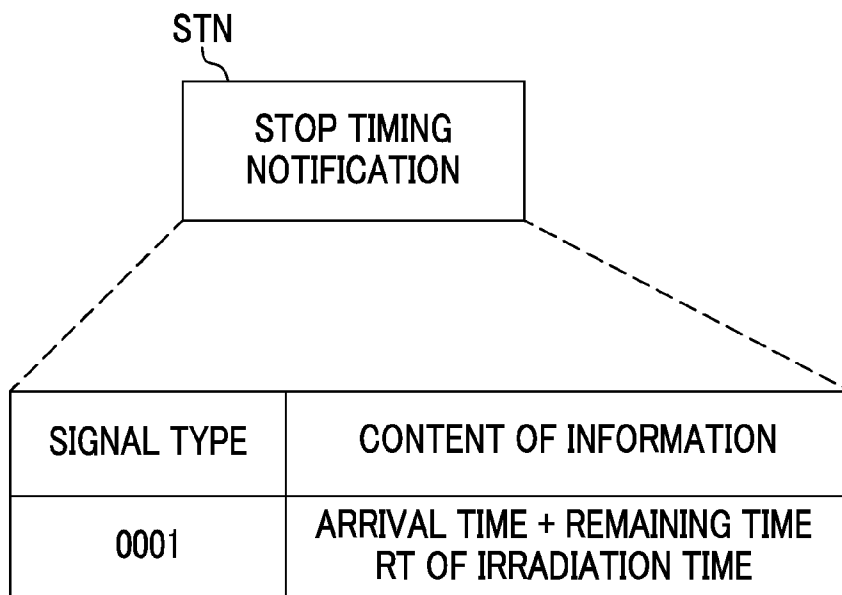 STN
STOP TIMING
NOTIFICATION
SIGNAL TYPE
CONTENT OF INFORMATION
0001
ARRIVAL TIME + REMAINING TIME
RT OF IRRADIATION TIME